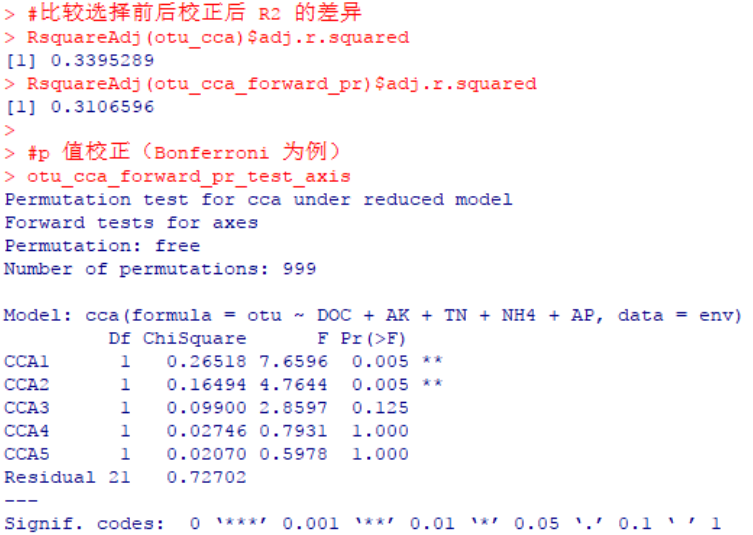 > #比较选择前后校正后 R2 的差异
> RsquareAdj(otu_cca)$adj.r.squared
[1] 0.3395289
> RsquareAdj(otu_cca_forward_pr)$adj.r.squared
[1] 0.3106596
>
> #p 值校正（Bonferroni 为例）
> otu_cca_forward_pr_test_axis
Permutation test for cca under reduced model
Forward tests for axes
Permutation: free
Number of permutations: 999
Model: cca(formula = otu ~ DOC + AK + TN + NH4 + AP, data = env)
Df ChiSquare F Pr(>F)
CCA1 1 0.26518 7.6596 0.005 **
CCA2 1 0.16494 4.7644 0.005 **
CCA3 1 0.09900 2.8597 0.125
CCA4 1 0.02746 0.7931 1.000
CCA5 1 0.02070 0.5978 1.000
Residual 21 0.72702
---
Signif. codes: 0 ‘***’ 0.001 ‘**’ 0.01 ‘*’ 0.05 ‘.’ 0.1 ‘ ’ 1